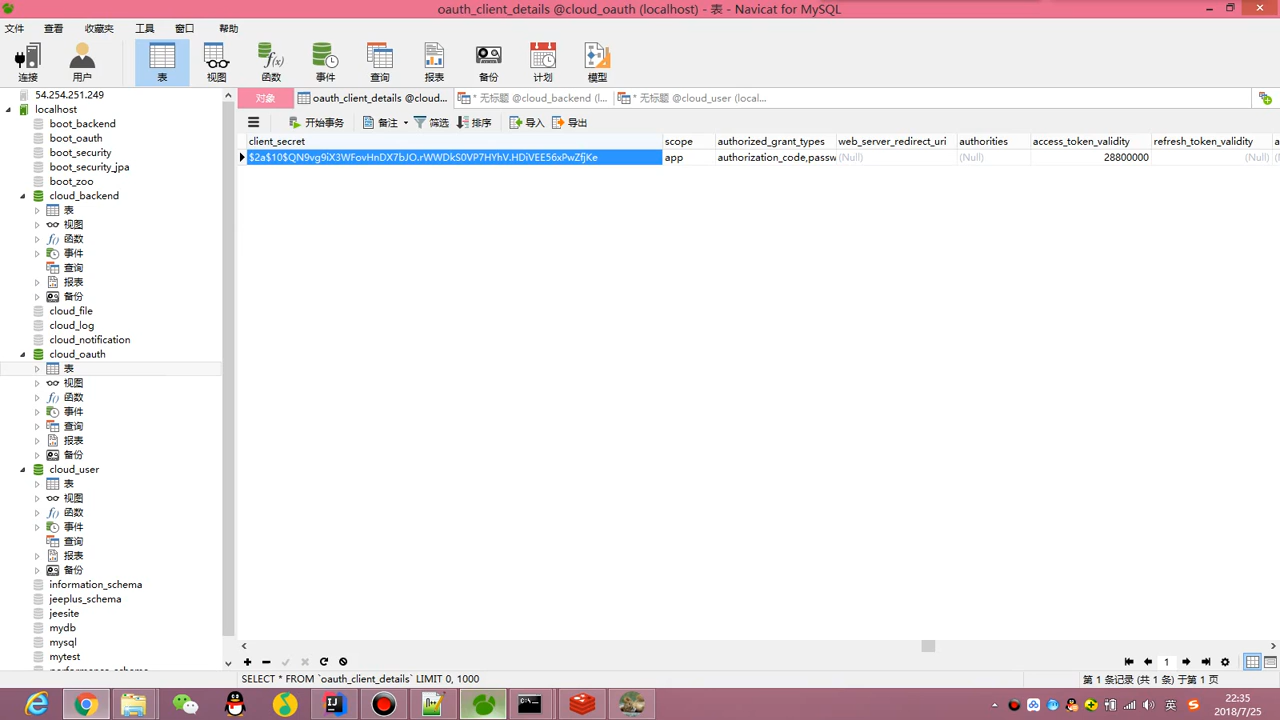 oauth_client_details @cloud_oauth (localhost) - 表 - Navicat for MySQL
文件 查看 收藏夹 工具 窗口 帮助
连接 用户 表 视图 函数 事件 查询 报表 备份 计划 模型
54.254.251.249
localhost
boot_backend
boot_oauth
boot_security
boot_security_jpa
boot_zoo
cloud_backend
表
视图
函数
事件
查询
报表
备份
cloud_file
cloud_log
cloud_notification
cloud_oauth
表
视图
函数
事件
查询
报表
备份
cloud_user
表
视图
函数
事件
查询
报表
备份
information_schema
jeeplus_schema
jeesite
mydb
mysql
mytest
对象 oauth_client_details @cloud... * 无标题 @cloud_backend (l... * 无标题 @cloud_user (local...
开始事务 备注 筛选 排序 导入 导出
client_secret scope authorized_grant_types web_server_redirect_uri authorities access_token_validity refresh_token_validity
$2a$10$QN9vg9iX3WFovHnDX7bJO.rWWDkS0VP7HYhV.HDiVEE56xPwZfjKe app authorization_code,passw (Null) (Null) 28800000 (Null)
1
SELECT * FROM `oauth_client_details` LIMIT 0, 1000
第 1 条记录 (共 1 条) 于第 1 页
英
22:35
2018/7/25